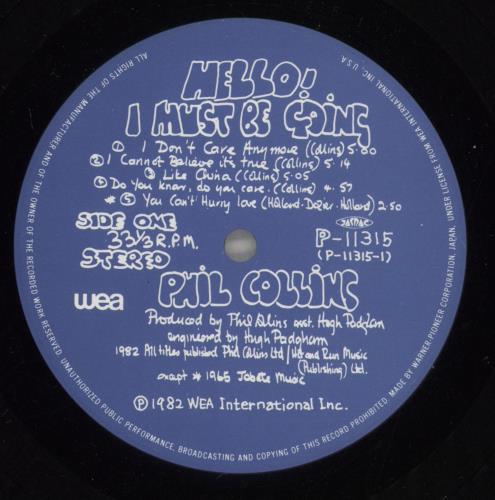 HELLO!
I MUST BE GOING
① I Don't Care Anymore (Collins) 5.00
② I Cannot Believe it's true (Collins) 5.14
③ Like China (Collins) 5.05
④ Do You know, do you care. (Collins) 4.57
* ⑤ You Can't Hurry Love (Holland-Dozier-Holland) 2.50
SIDE ONE
33 1/3 R.P.M.
STEREO
JASRAC
P-11315
(P-11315-1)
wea
PHIL COLLINS
Produced by Phil Collins asst. Hugh Padgham
engineered by Hugh Padgham
1982 All titles published Phil Collins Ltd / Hit and Run Music
(Publishing) Ltd.
except * 1965 Jobete Music
Ⓟ 1982 WEA International Inc.
ALL RIGHTS OF THE MANUFACTURER AND OF THE OWNER OF THE RECORDED WORK RESERVED. UNAUTHORIZED PUBLIC PERFORMANCE, BROADCASTING AND COPYING OF THIS RECORD PROHIBITED. MADE BY WARNER-PIONEER CORPORATION, JAPAN, UNDER LICENSE FROM WEA INTERNATIONAL INC., U.S.A.